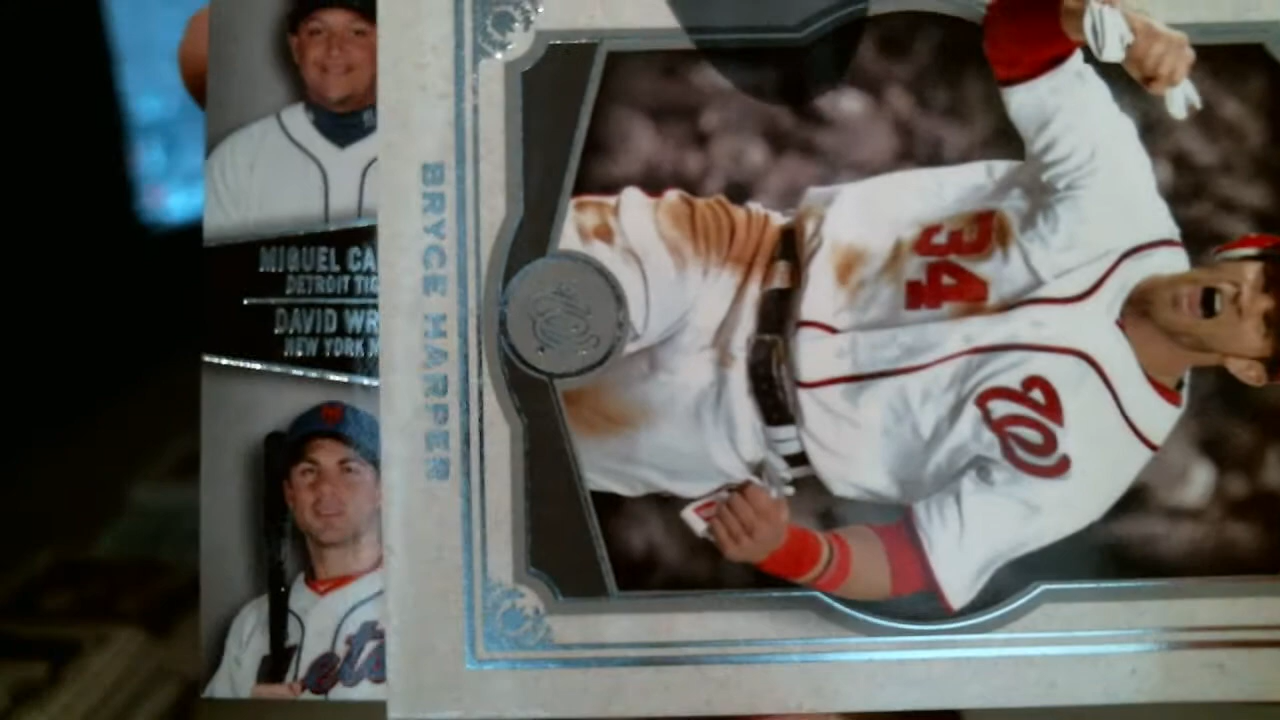 MIGUEL CA
DETROIT TIG
DAVID WR
NEW YORK M
Mets
BRYCE HARPER
34
W